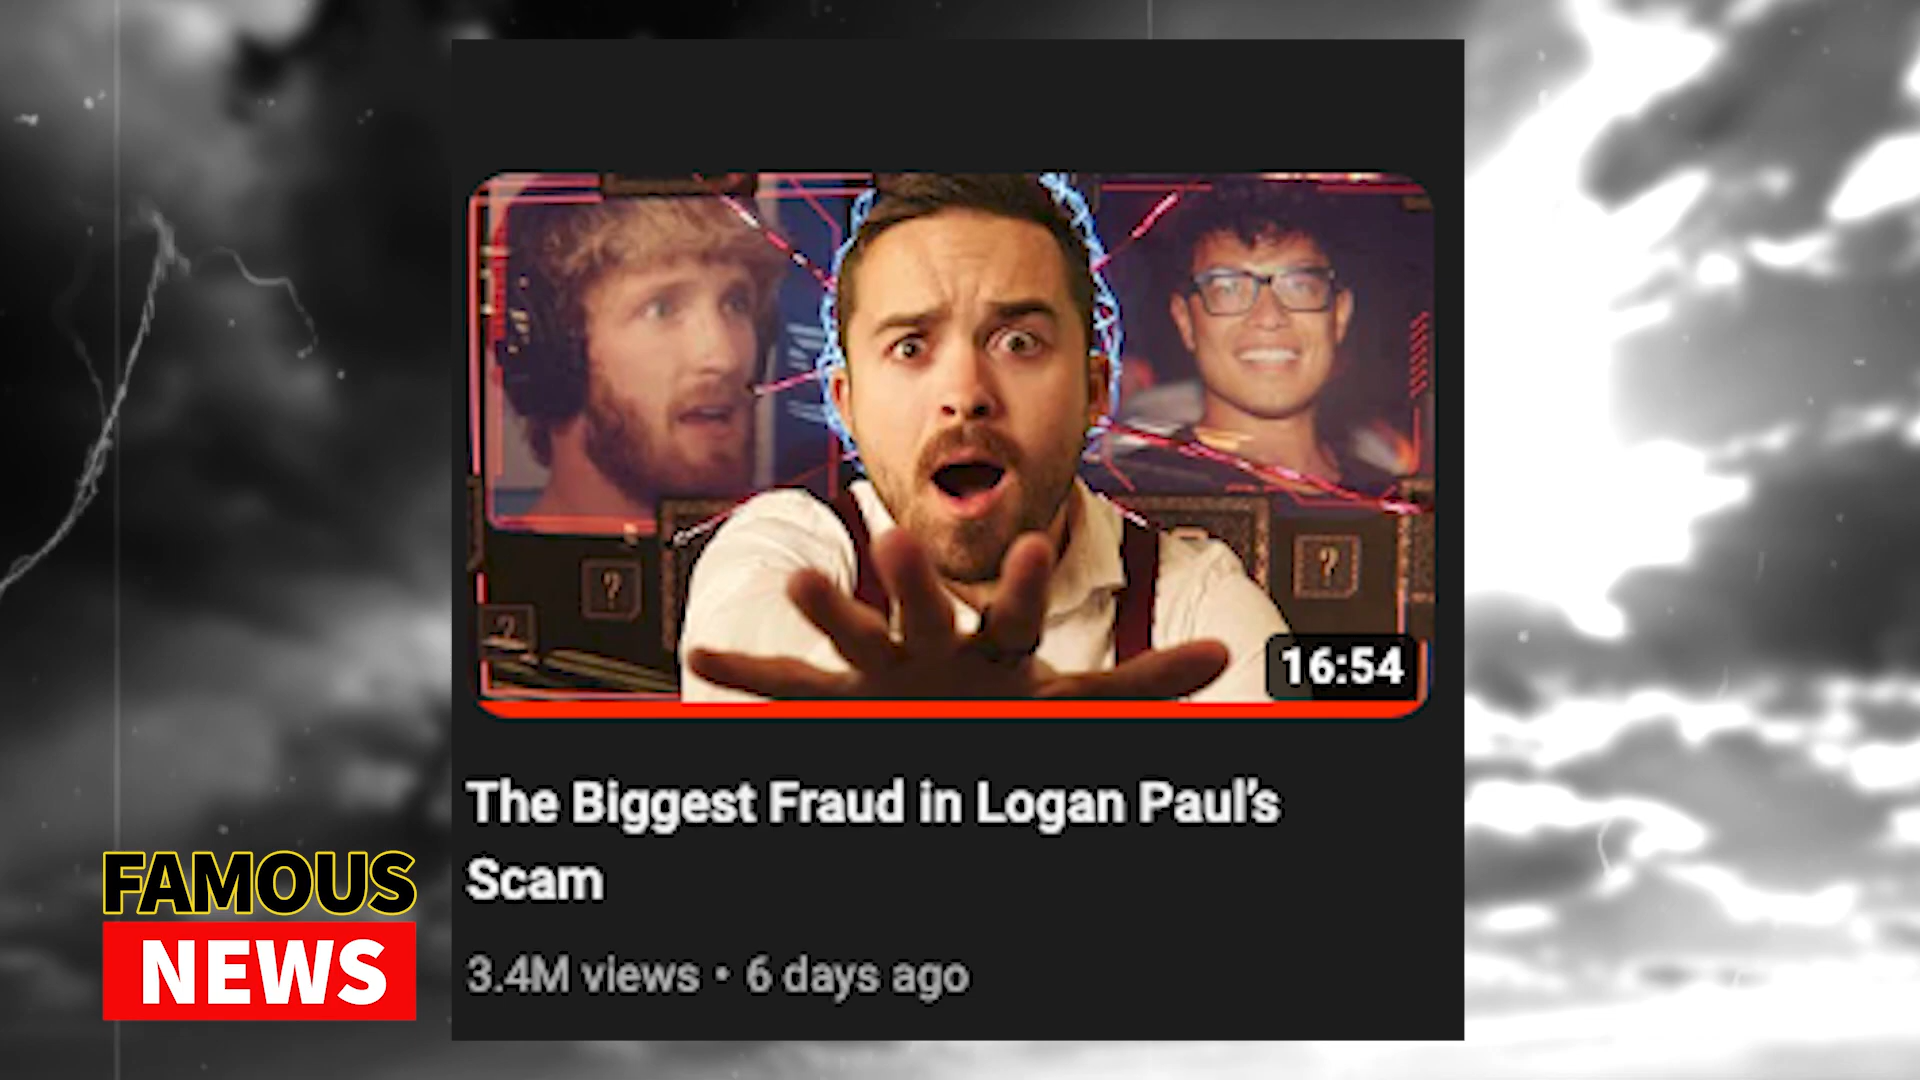 ?
?
?
16:54
The Biggest Fraud in Logan Paul’s
Scam
3.4M views • 6 days ago
FAMOUS
NEWS